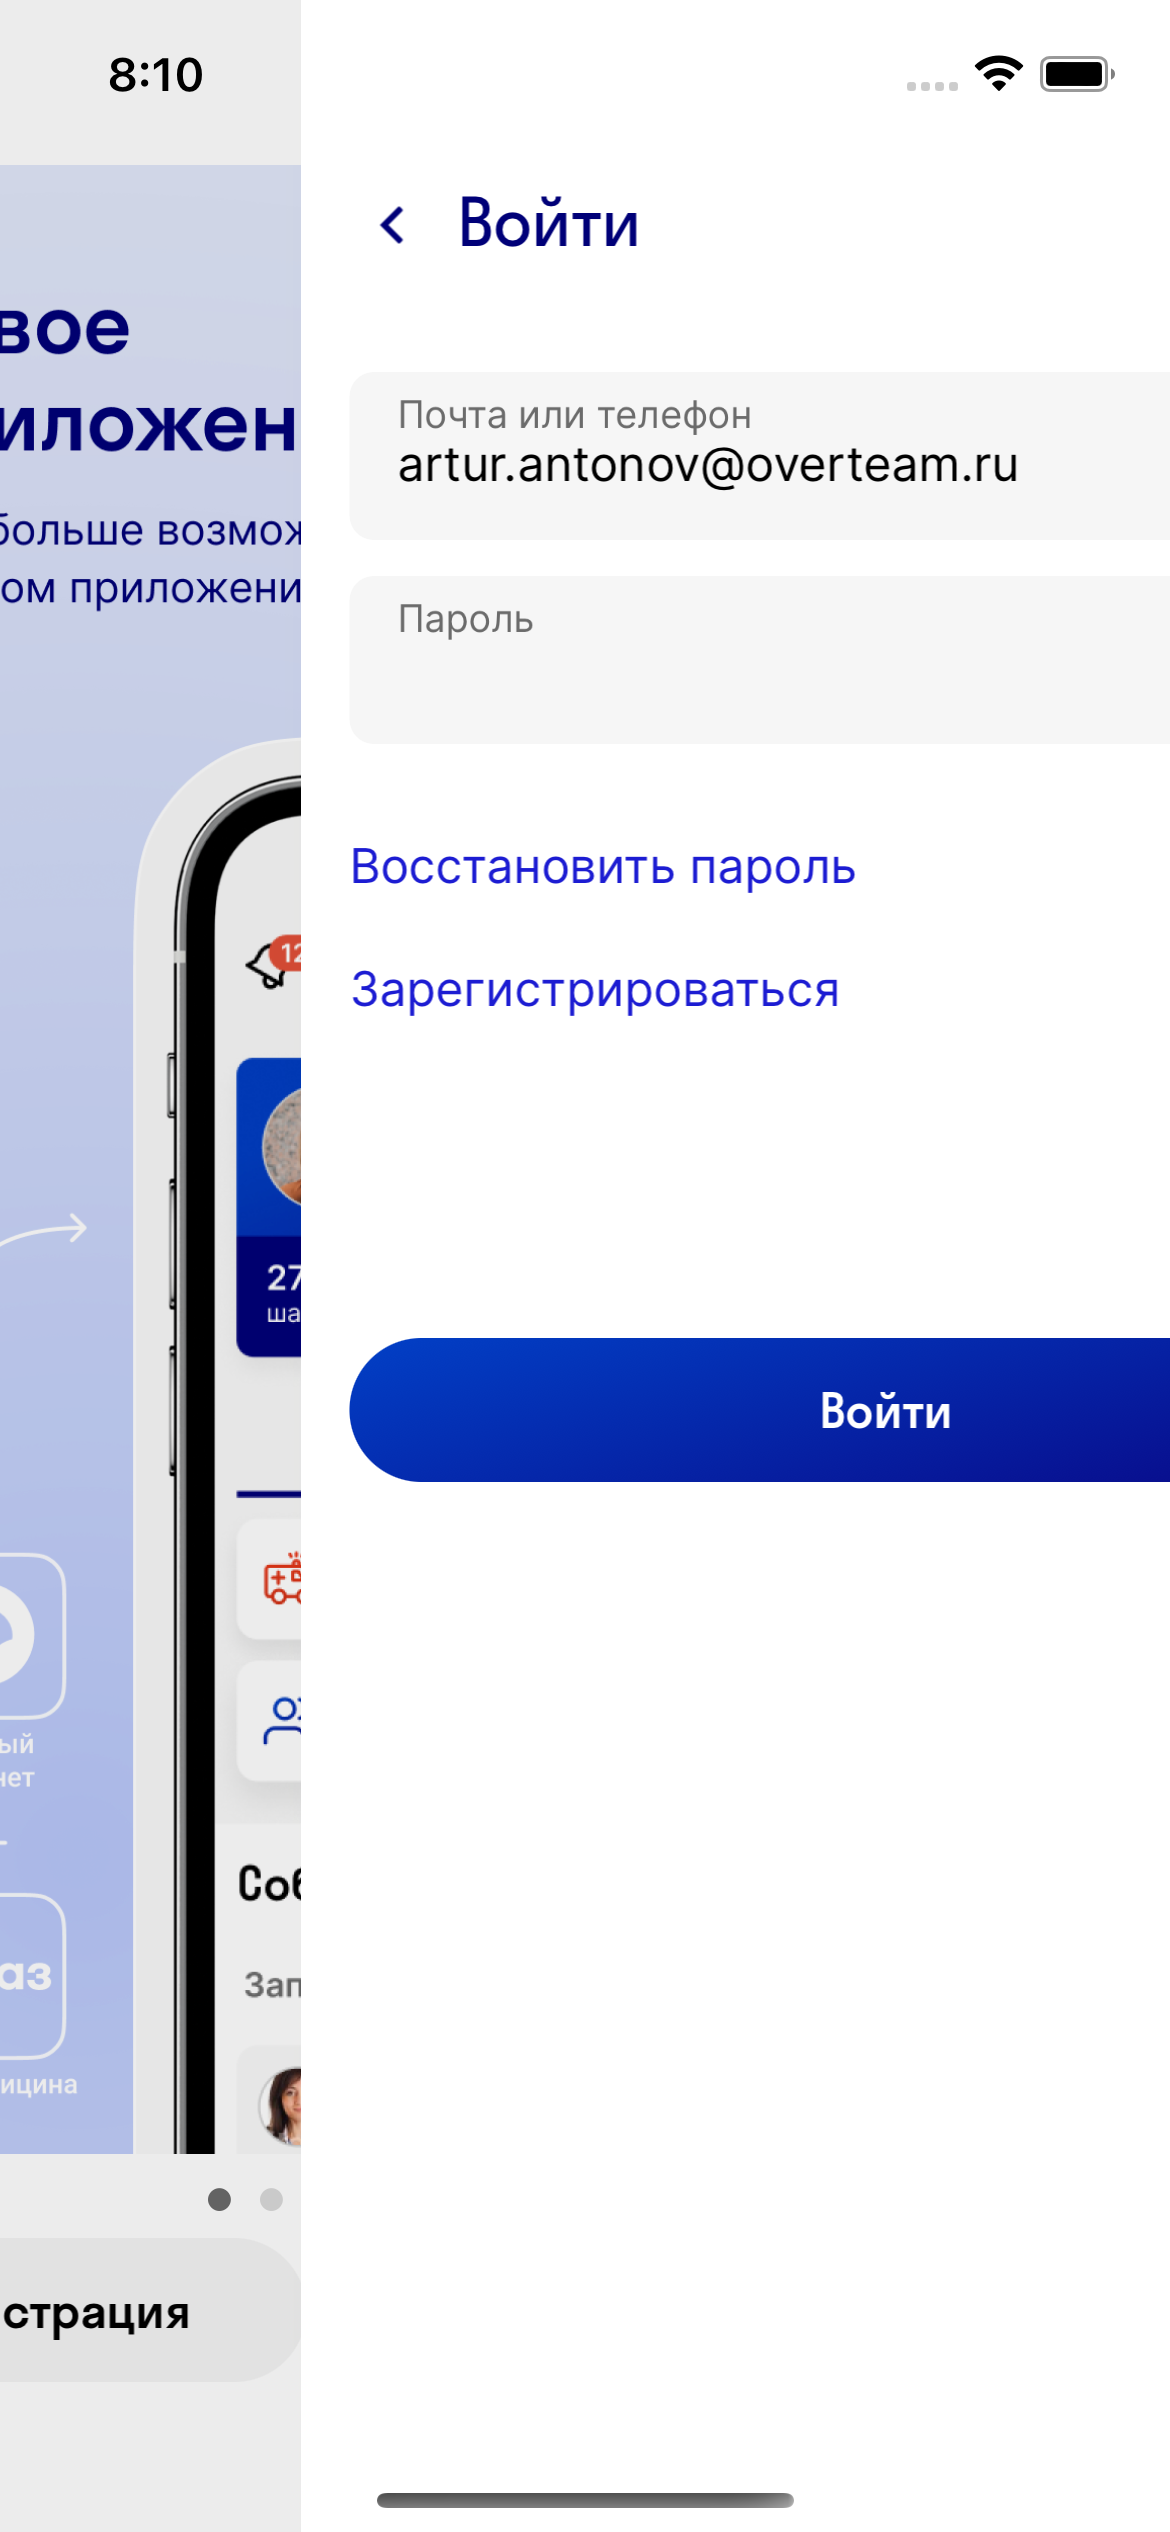 8:10
Войти
вое
иложен
больше возмож
ом приложени
Почта или телефон
artur.antonov@overteam.ru
Пароль
Восстановить пароль
Зарегистрироваться
12
27
ша
Войти
ый
нет
Соб
Зап
аз
ицина
страция